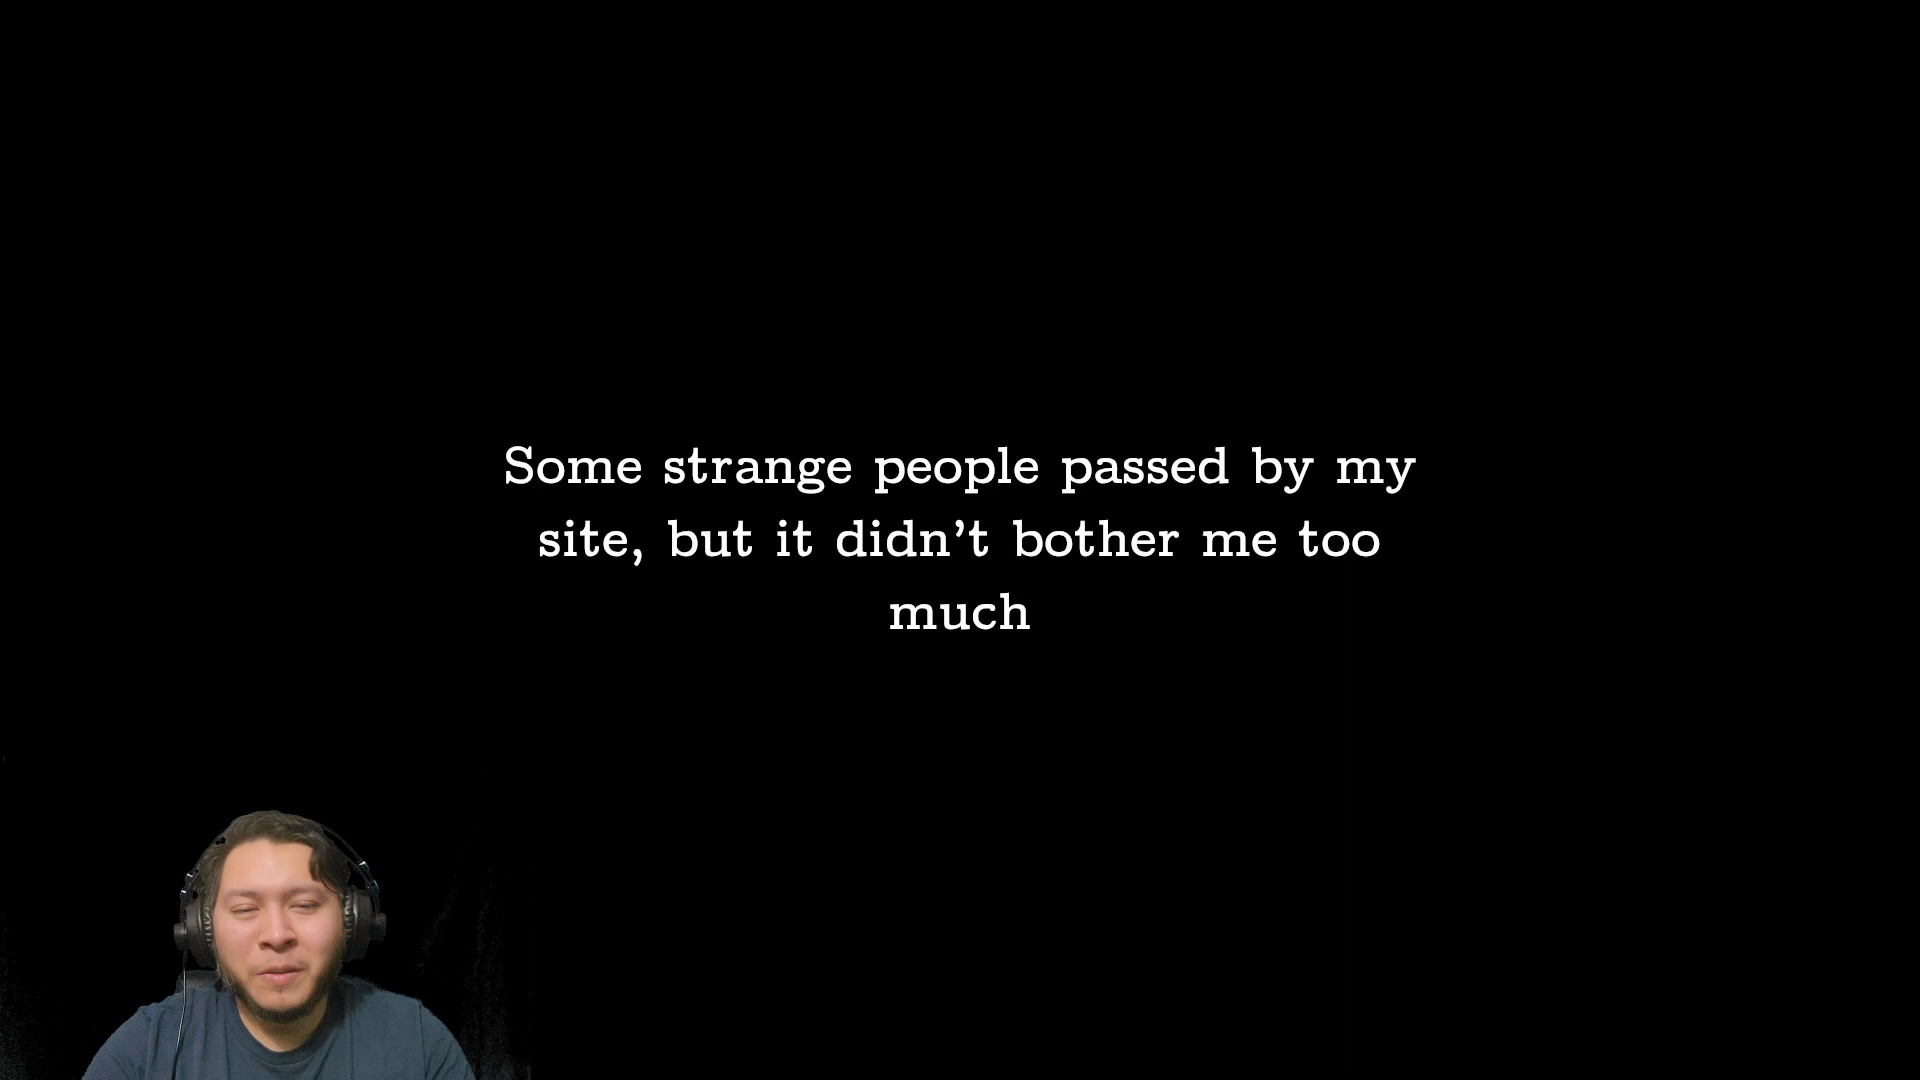 Some strange people passed by my
site, but it didn’t bother me too
much